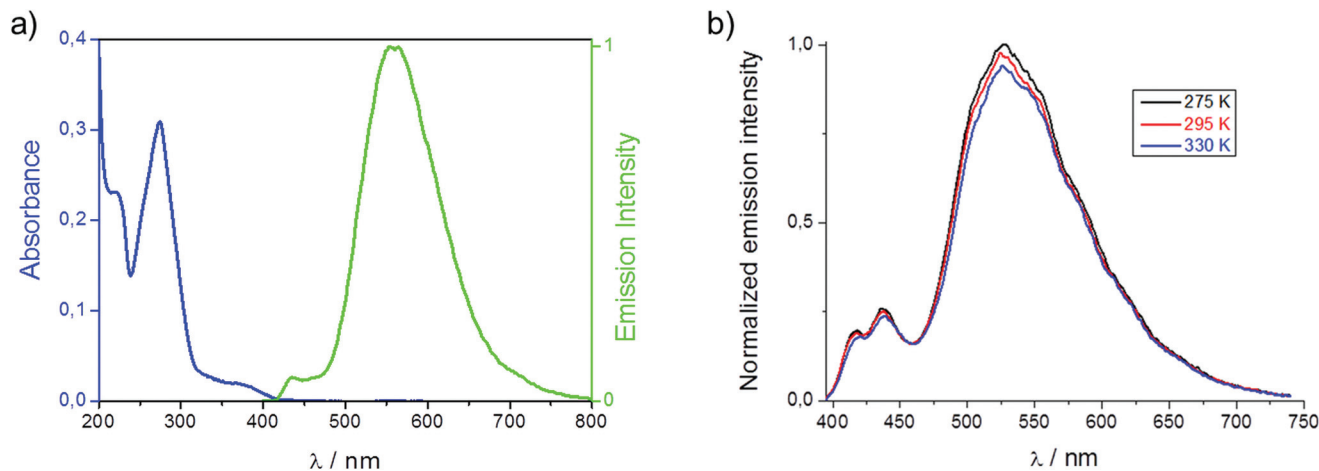 a)
Absorbance
0,4
0,3
0,2
0,1
0,0
200 300 400 500 600 700 800
λ / nm
1
0
Emission Intensity
b)
Normalized emission intensity
1,0
0,5
0,0
400 450 500 550 600 650 700 750
λ / nm
275 K
295 K
330 K